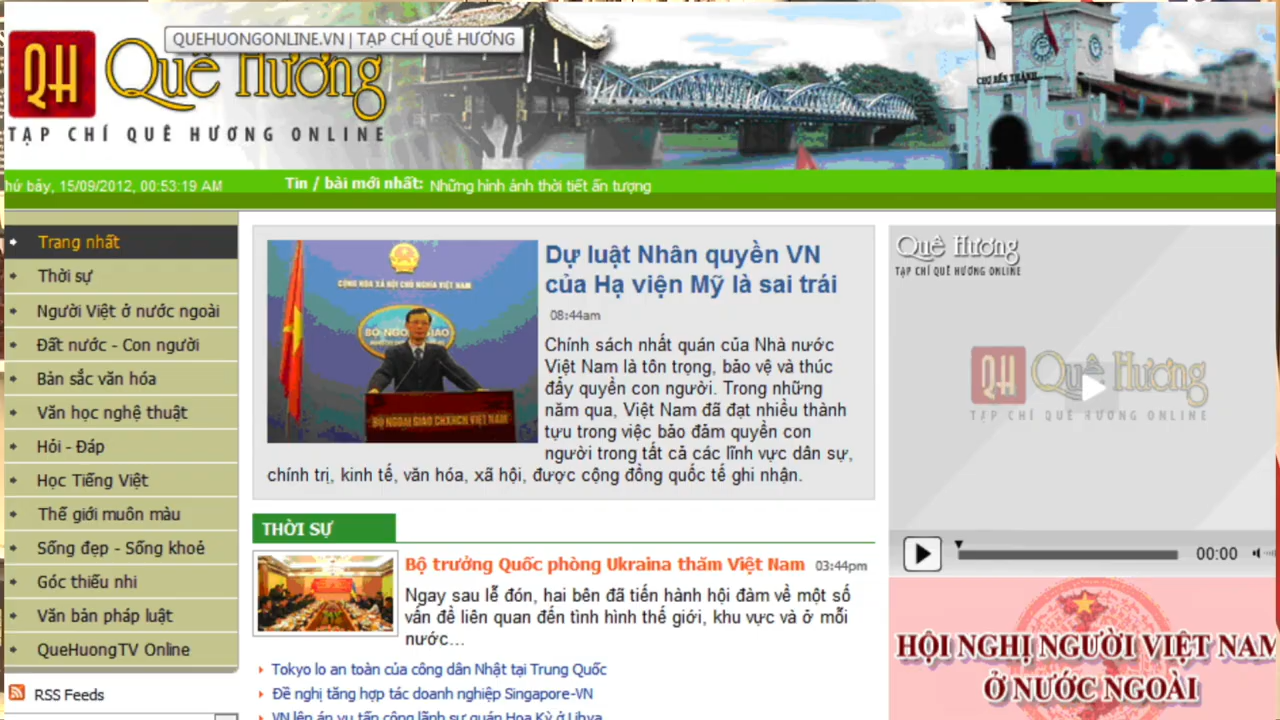 QUEHUONGONLINE.VN | TẠP CHÍ QUÊ HƯƠNG
QH Quê Hương
TẠP CHÍ QUÊ HƯƠNG ONLINE
CHỢ BẾN THÀNH
hứ bảy, 15/09/2012, 00:53:19 AM
Tin / bài mới nhất: Những hình ảnh thời tiết ấn tượng
Trang nhất
Thời sự
Người Việt ở nước ngoài
Đất nước - Con người
Bản sắc văn hóa
Văn học nghệ thuật
Hỏi - Đáp
Học Tiếng Việt
Thế giới muôn màu
Sống đẹp - Sống khoẻ
Góc thiếu nhi
Văn bản pháp luật
QueHuongTV Online
RSS Feeds
CỘNG HÒA XÃ HỘI CHỦ NGHĨA VIỆT NAM
BỘ NGOẠI GIAO
BỘ NGOẠI GIAO CHXHCN VIỆT NAM
Dự luật Nhân quyền VN
của Hạ viện Mỹ là sai trái
08:44am
Chính sách nhất quán của Nhà nước
Việt Nam là tôn trọng, bảo vệ và thúc
đẩy quyền con người. Trong những
năm qua, Việt Nam đã đạt nhiều thành
tựu trong việc bảo đảm quyền con
người trong tất cả các lĩnh vực dân sự,
chính trị, kinh tế, văn hóa, xã hội, được cộng đồng quốc tế ghi nhận.
THỜI SỰ
Bộ trưởng Quốc phòng Ukraina thăm Việt Nam 03:44pm
Ngay sau lễ đón, hai bên đã tiến hành hội đàm về một số
vấn đề liên quan đến tình hình thế giới, khu vực và ở mỗi
nước...
Tokyo lo an toàn của công dân Nhật tại Trung Quốc
Đề nghị tăng hợp tác doanh nghiệp Singapore-VN
VN lên án vụ tấn công lãnh sự quán Hoa Kỳ ở Libya
Quê Hương
TẠP CHÍ QUÊ HƯƠNG ONLINE
QH Quê Hương
TẠP CHÍ QUÊ HƯƠNG ONLINE
00:00
HỘI NGHỊ NGƯỜI VIỆT NAM
Ở NƯỚC NGOÀI